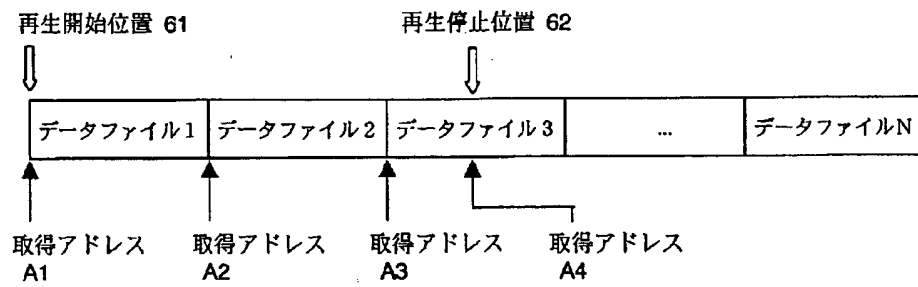 再生開始位置 61
再生停止位置 62
データファイル1
データファイル2
データファイル3
...
データファイルN
取得アドレス
A1
取得アドレス
A2
取得アドレス
A3
取得アドレス
A4